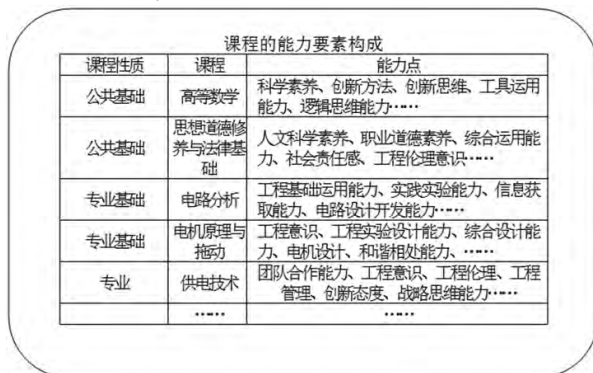 课程的能力要素构成
课程性质 课程 能力点
公共基础 高等数学 科学素养、创新方法、创新思维、工具运用
能力、逻辑思维能力……
公共基础 思想道德修
养与法律基
础 人文科学素养、职业道德素养、综合运用能
力、社会责任感、工程伦理意识……
专业基础 电路分析 工程基础运用能力、实践实验能力、信息获
取能力、电路设计开发能力……
专业基础 电机原理与
拖动 工程意识、工程实验设计能力、综合设计能
力、电机设计、和谐相处能力、……
专业 供电技术 团队合作能力、工程意识、工程伦理、工程
管理、创新态度、战略思维能力……
…… ……